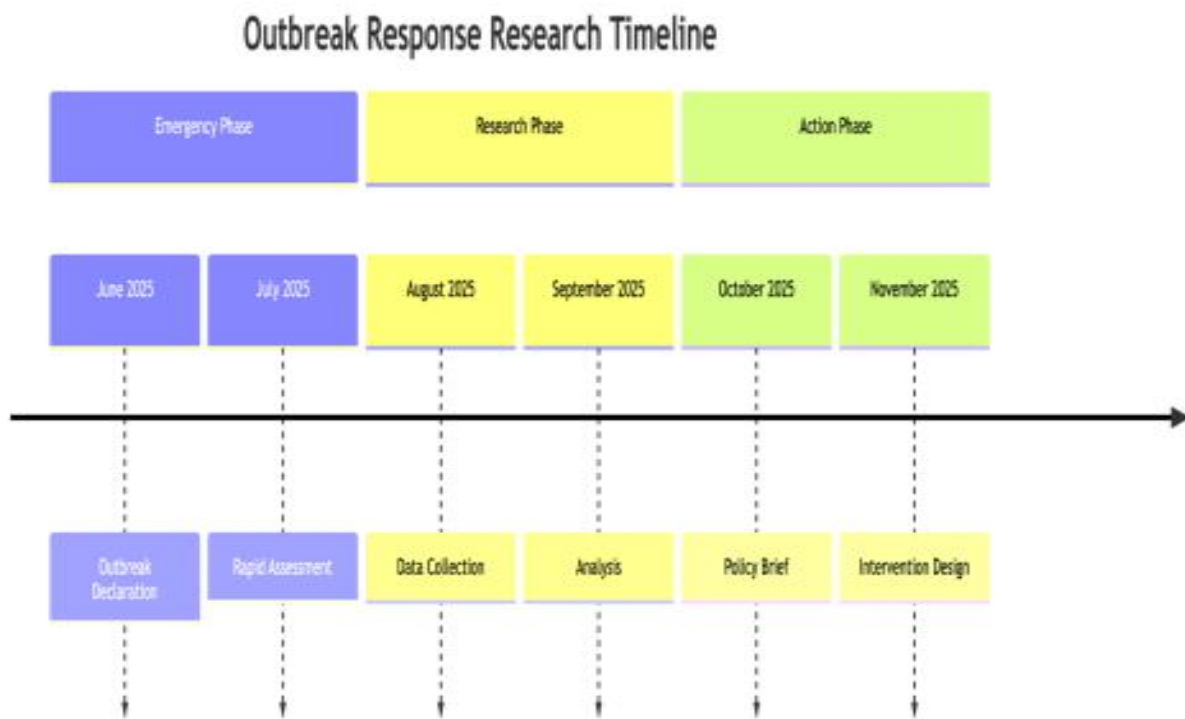 Outbreak Response Research Timeline
Emergency Phase
Research Phase
Action Phase
June 2025
July 2025
August 2025
September 2025
October 2025
November 2025
Outbreak
Declaration
Rapid Assessment
Data Collection
Analysis
Policy Brief
Intervention Design